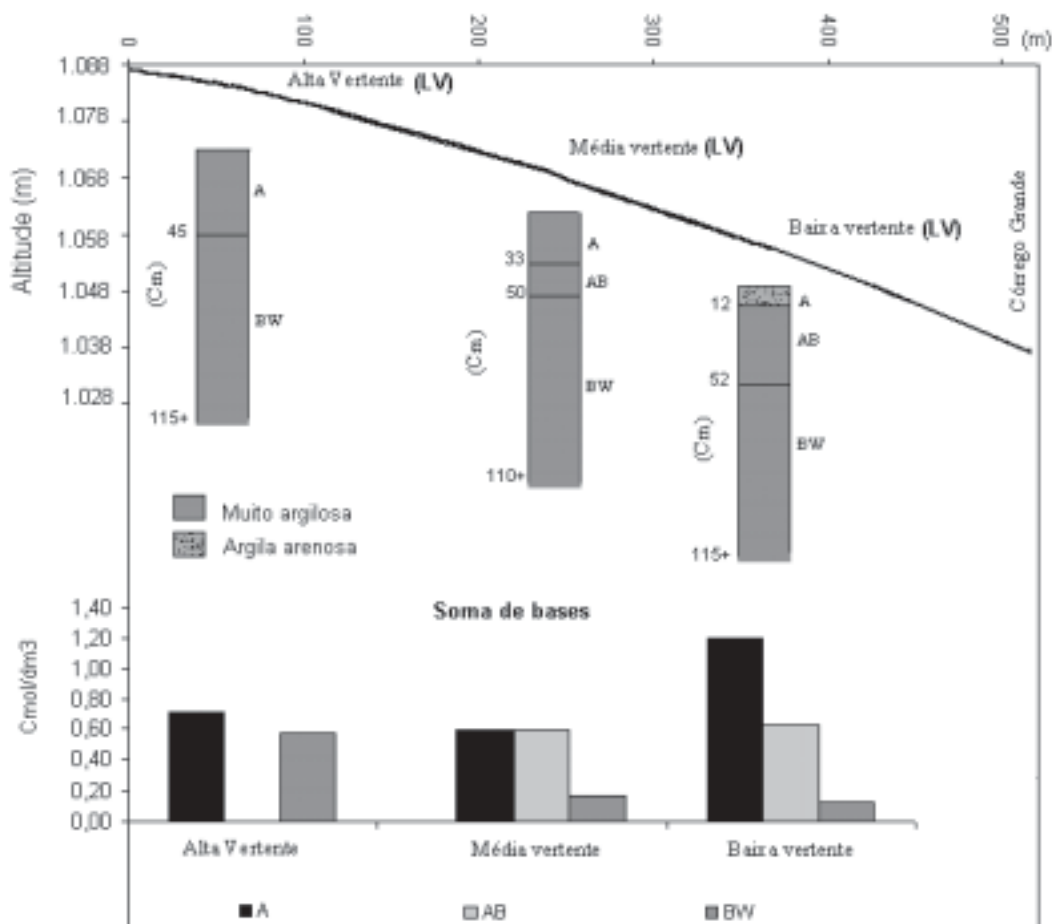 0 100 200 300 400 500 (m)
1.088
1.078
1.068
1.058
1.048
1.038
1.028
Altitude (m)
Alta Vertente (LV)
Média vertente (LV)
Baixa vertente (LV)
Córrego Grande
A
45
(Cm)
BW
115+
A
33
AB
50
(Cm)
BW
110+
A
12
AB
52
(Cm)
BW
115+
Muito argilosa
Argila arenosa
Soma de bases
Cmol/dm3
1,40
1,20
1,00
0,80
0,60
0,40
0,20
0,00
Alta Vertente Média vertente Baixa vertente
A AB BW